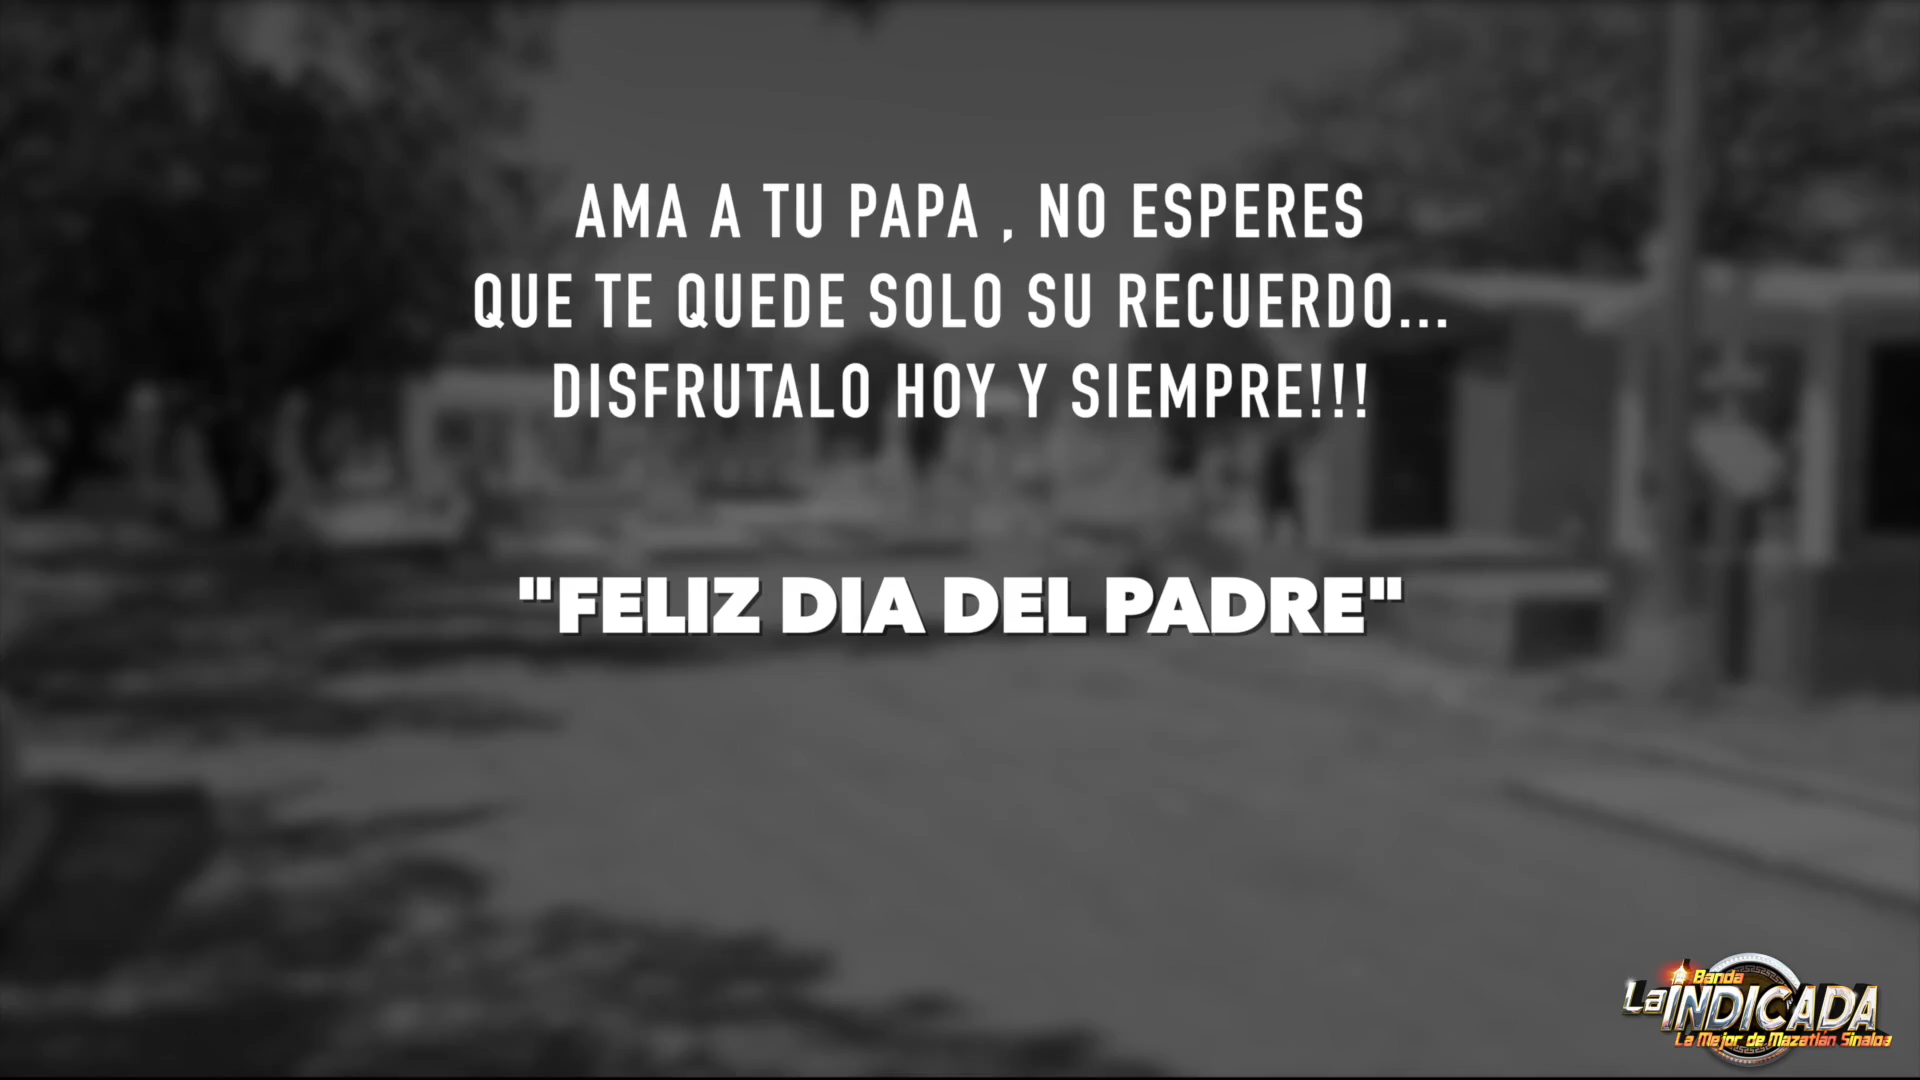 AMA A TU PAPA , NO ESPERES
QUE TE QUEDE SOLO SU RECUERDO...
DISFRUTALO HOY Y SIEMPRE!!!
"FELIZ DIA DEL PADRE"
Banda
La INDICADA
La Mejor de Mazatlán Sinaloa